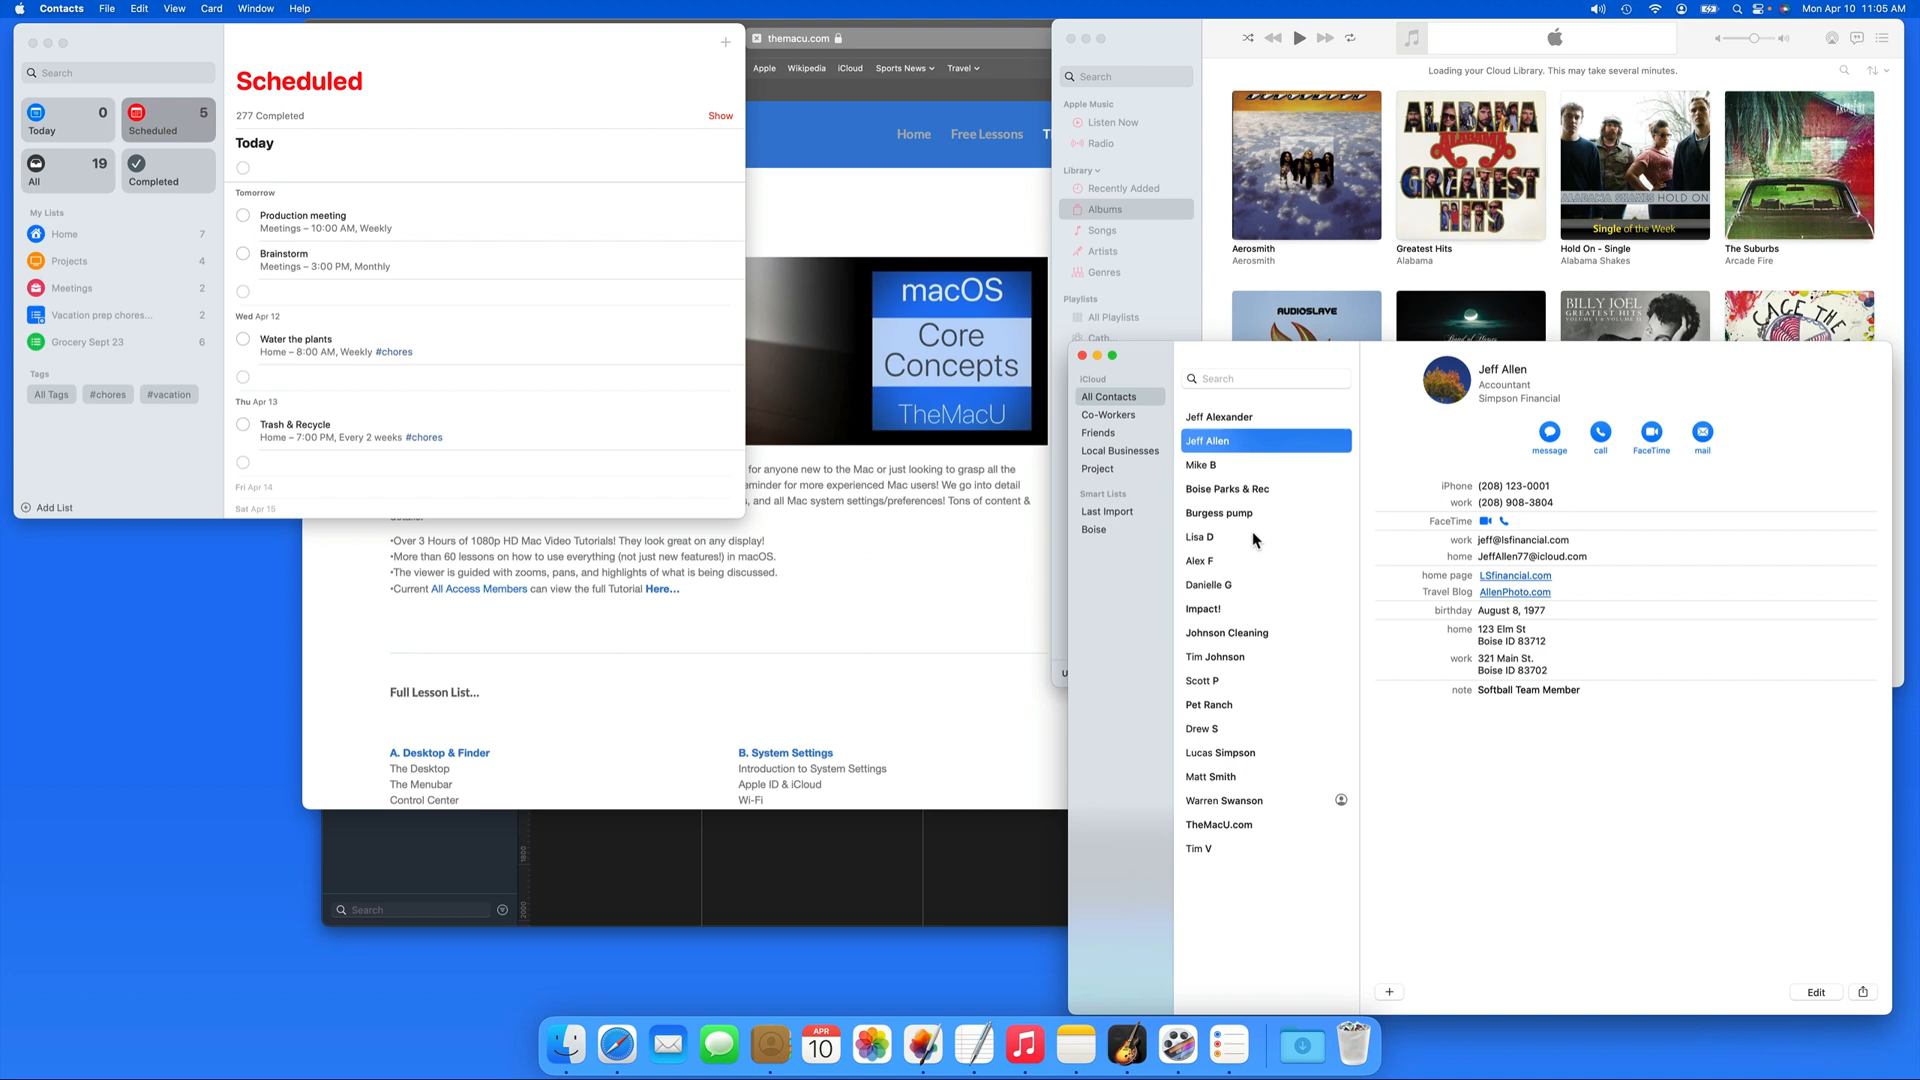 Contacts File Edit View Card Window Help
Mon Apr 10 11:05 AM
Search
0
Today
5
Scheduled
19
All
Completed
My Lists
Home 7
Projects 4
Meetings 2
Vacation prep chores... 2
Grocery Sept 23 6
Tags
All Tags #chores #vacation
Add List
Scheduled
277 Completed Show
Today
Tomorrow
Production meeting
Meetings – 10:00 AM, Weekly
Brainstorm
Meetings – 3:00 PM, Monthly
Wed Apr 12
Water the plants
Home – 8:00 AM, Weekly #chores
Thu Apr 13
Trash & Recycle
Home – 7:00 PM, Every 2 weeks #chores
Fri Apr 14
Sat Apr 15
themacu.com
Apple Wikipedia iCloud Sports News Travel
Home Free Lessons
macOS
Core
Concepts
TheMacU
for anyone new to the Mac or just looking to grasp all the
eminder for more experienced Mac users! We go into detail
s, and all Mac system settings/preferences! Tons of content &
•Over 3 Hours of 1080p HD Mac Video Tutorials! They look great on any display!
•More than 60 lessons on how to use everything (not just new features!) in macOS.
•The viewer is guided with zooms, pans, and highlights of what is being discussed.
•Current All Access Members can view the full Tutorial Here...
Full Lesson List...
A. Desktop & Finder
The Desktop
The Menubar
Control Center
B. System Settings
Introduction to System Settings
Apple ID & iCloud
Wi-Fi
1800
2000
Search
Search
Apple Music
Listen Now
Radio
Library
Recently Added
Albums
Songs
Artists
Genres
Playlists
All Playlists
Loading your Cloud Library. This may take several minutes.
ALABAMA
GREATEST
HITS
ALABAMA SHAKES HOLD ON
Single of the Week
Aerosmith
Aerosmith
Greatest Hits
Alabama
Hold On - Single
Alabama Shakes
The Suburbs
Arcade Fire
AUDIOSLAVE
Band of Horses
BILLY JOEL
GREATEST HITS
CAGE THE
iCloud
All Contacts
Co-Workers
Friends
Local Businesses
Project
Smart Lists
Last Import
Boise
Search
Jeff Alexander
Jeff Allen
Mike B
Boise Parks & Rec
Burgess pump
Lisa D
Alex F
Danielle G
Impact!
Johnson Cleaning
Tim Johnson
Scott P
Pet Ranch
Drew S
Lucas Simpson
Matt Smith
Warren Swanson
TheMacU.com
Tim V
Jeff Allen
Accountant
Simpson Financial
message call FaceTime mail
iPhone (208) 123-0001
work (208) 908-3804
FaceTime
work jeff@lsfinancial.com
home JeffAllen77@icloud.com
home page LSfinancial.com
Travel Blog AllenPhoto.com
birthday August 8, 1977
home 123 Elm St
Boise ID 83712
work 321 Main St.
Boise ID 83702
note Softball Team Member
+
Edit
APR
10